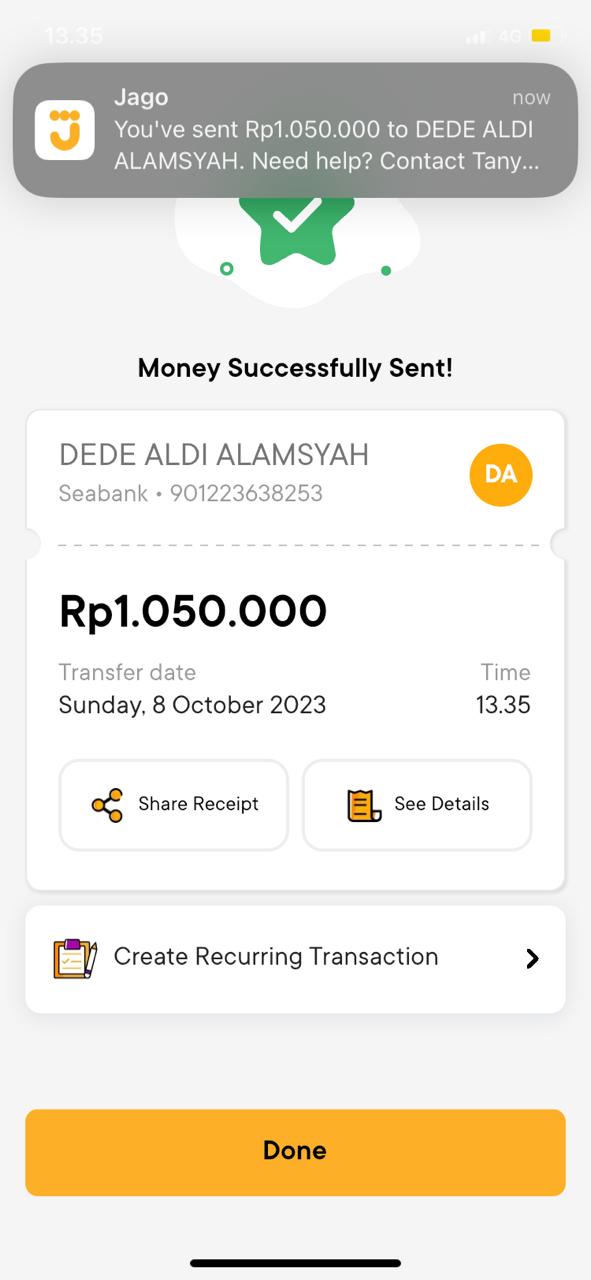 13.35
4G
Jago
now
You've sent Rp1.050.000 to DEDE ALDI
ALAMSYAH. Need help? Contact Tany...
Money Successfully Sent!
DEDE ALDI ALAMSYAH
DA
Seabank • 901223638253
Rp1.050.000
Transfer date
Time
Sunday, 8 October 2023
13.35
Share Receipt
See Details
Create Recurring Transaction
Done